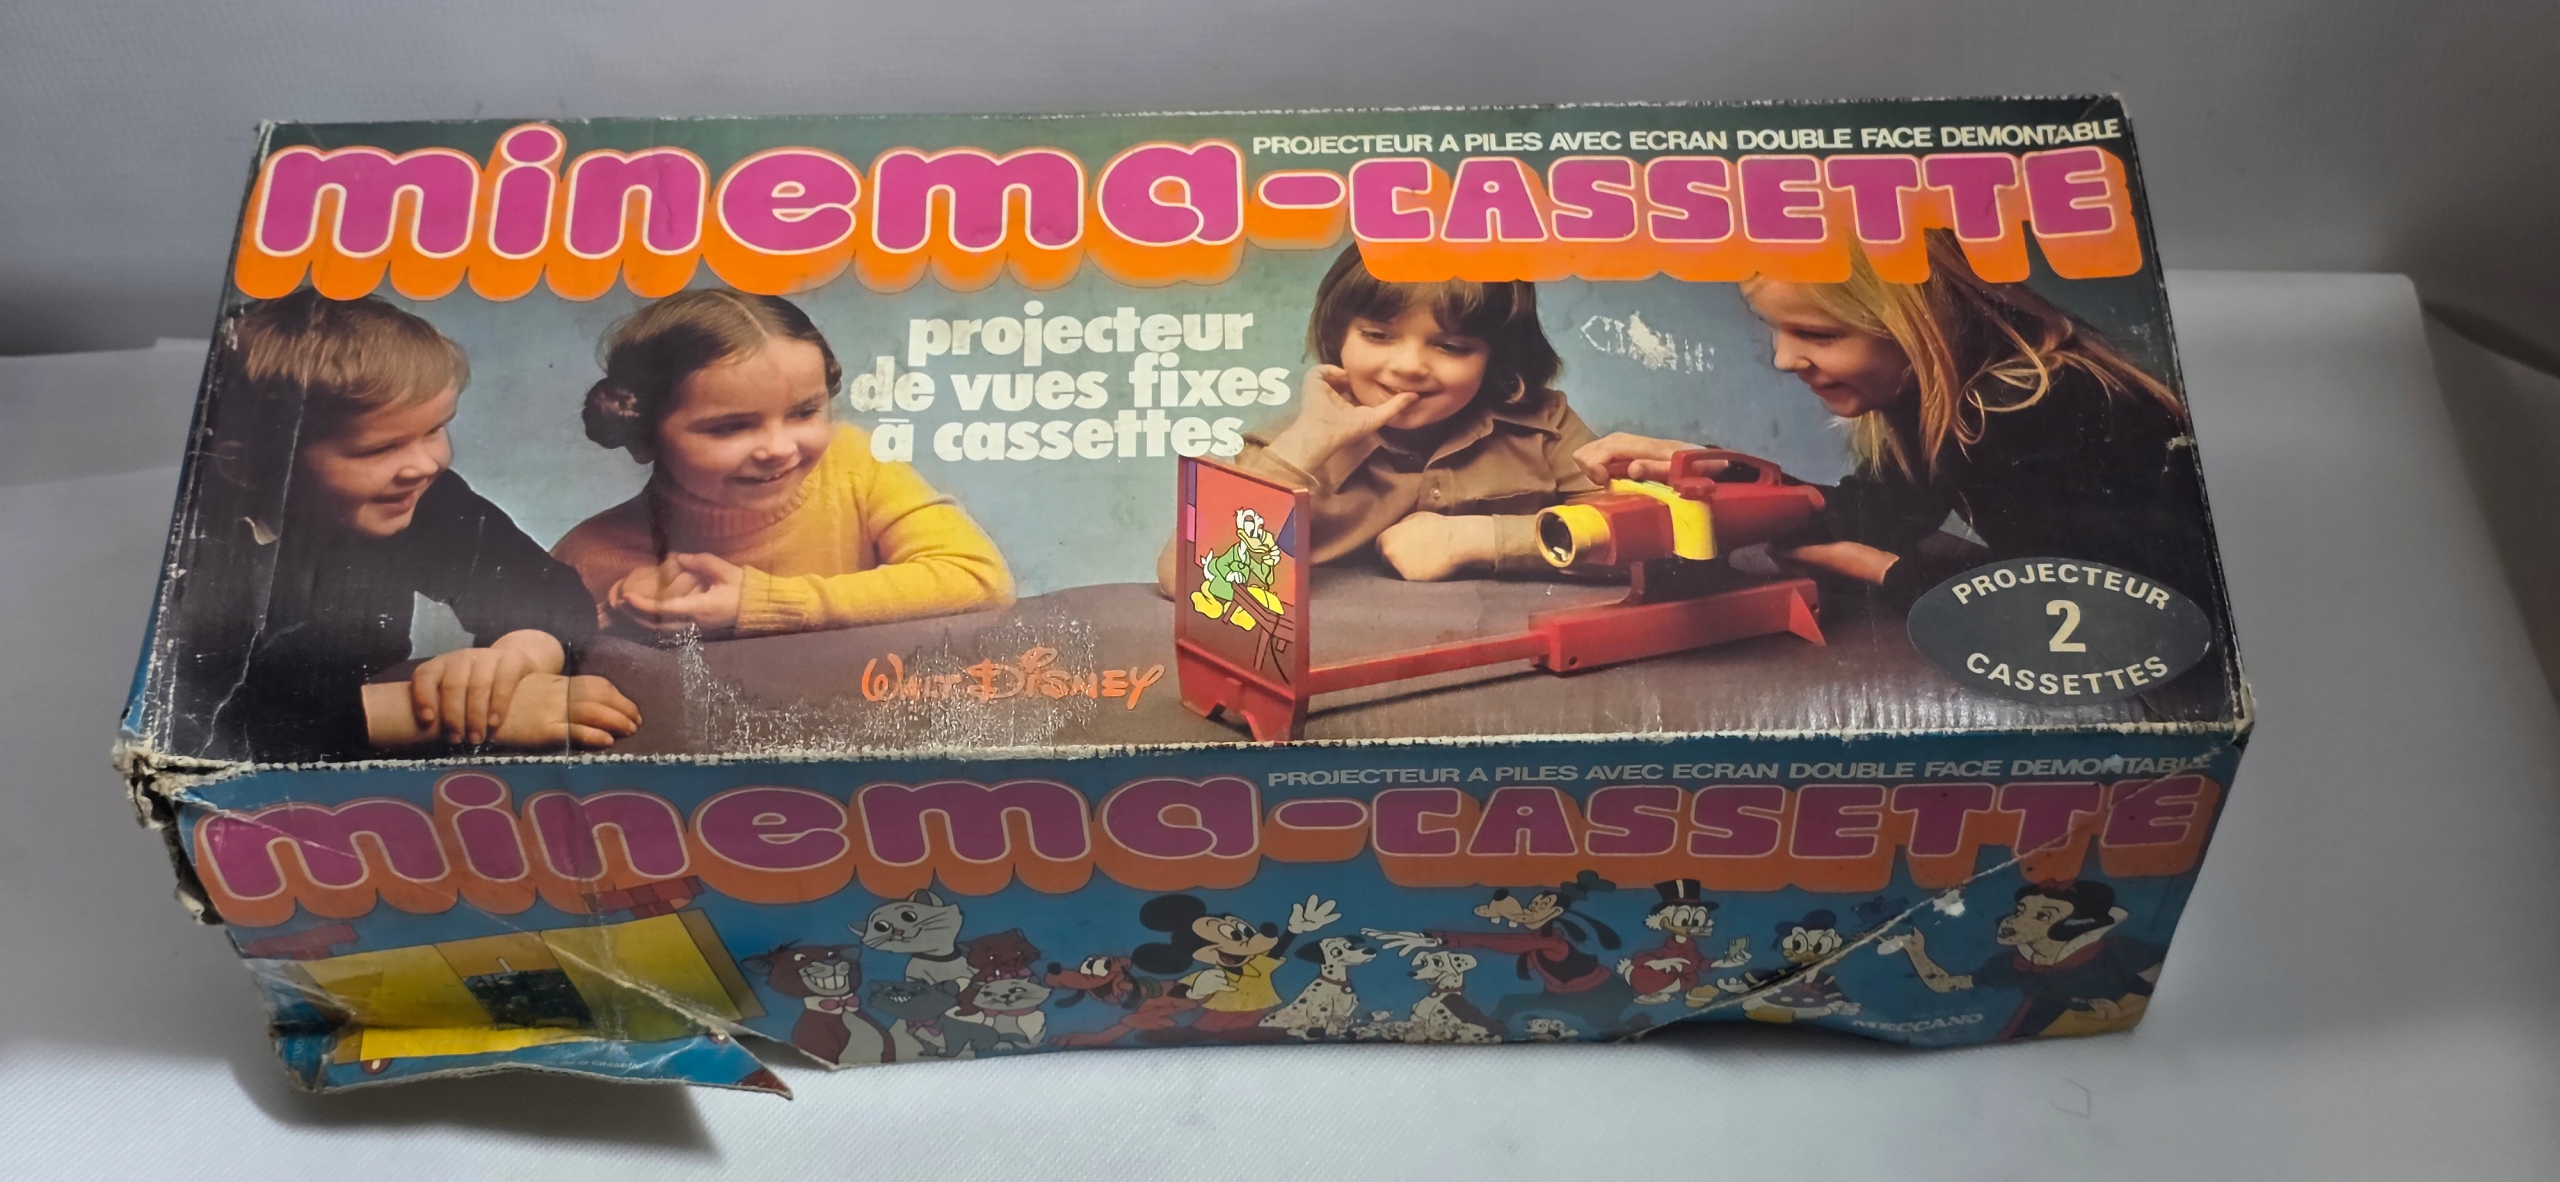 PROJECTEUR A PILES AVEC ECRAN DOUBLE FACE DEMONTABLE
minema-CASSETTE
projecteur
de vues fixes
à cassettes
WALT DISNEY
PROJECTEUR
2
CASSETTES
PROJECTEUR A PILES AVEC ECRAN DOUBLE FACE DEMONTABLE
minema-CASSETTE
MECCANO